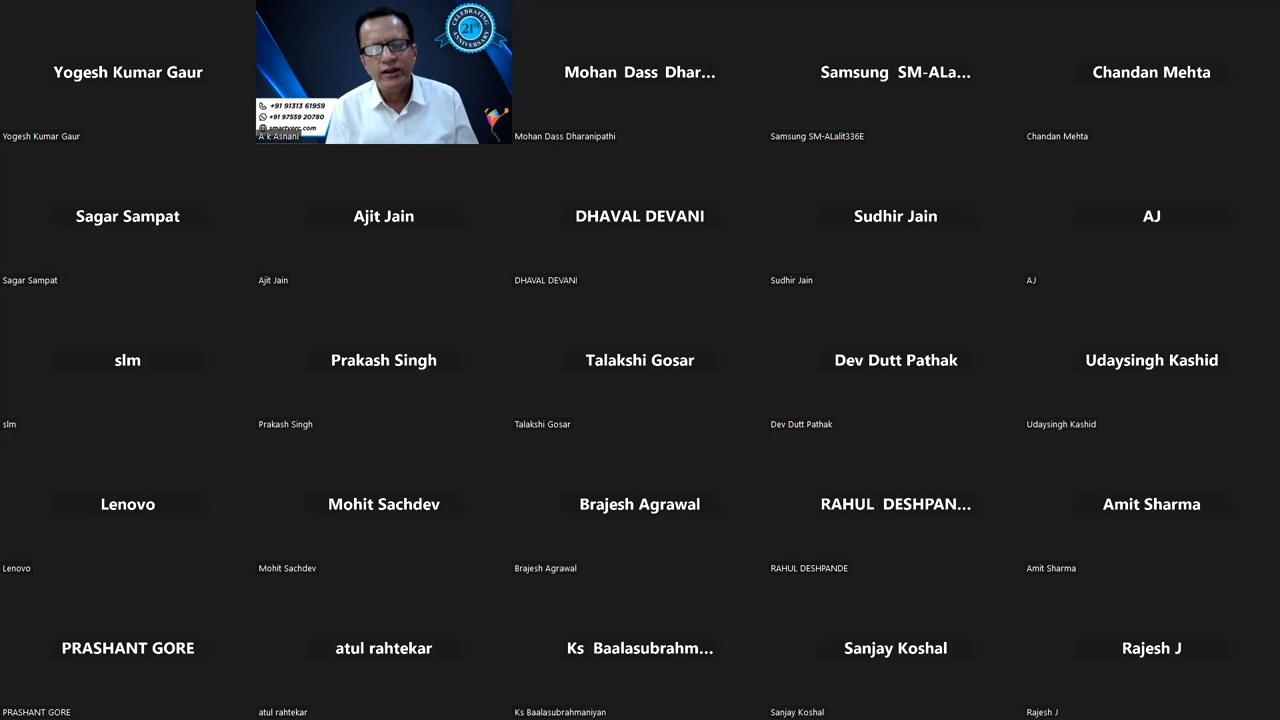 Yogesh Kumar Gaur
Yogesh Kumar Gaur
CELEBRATING
21st
ANNIVERSARY
+91 91313 61959
+91 97559 20780
A k Asnani
Mohan Dass Dhar...
Mohan Dass Dharanipathi
Samsung SM-ALa...
Samsung SM-ALalit336E
Chandan Mehta
Chandan Mehta
Sagar Sampat
Sagar Sampat
Ajit Jain
Ajit Jain
DHAVAL DEVANI
DHAVAL DEVANI
Sudhir Jain
Sudhir Jain
AJ
AJ
slm
slm
Prakash Singh
Prakash Singh
Talakshi Gosar
Talakshi Gosar
Dev Dutt Pathak
Dev Dutt Pathak
Udaysingh Kashid
Udaysingh Kashid
Lenovo
Lenovo
Mohit Sachdev
Mohit Sachdev
Brajesh Agrawal
Brajesh Agrawal
RAHUL DESHPAN...
RAHUL DESHPANDE
Amit Sharma
Amit Sharma
PRASHANT GORE
PRASHANT GORE
atul rahtekar
atul rahtekar
Ks Baalasubrahm...
Ks Baalasubrahmaniyan
Sanjay Koshal
Sanjay Koshal
Rajesh J
Rajesh J